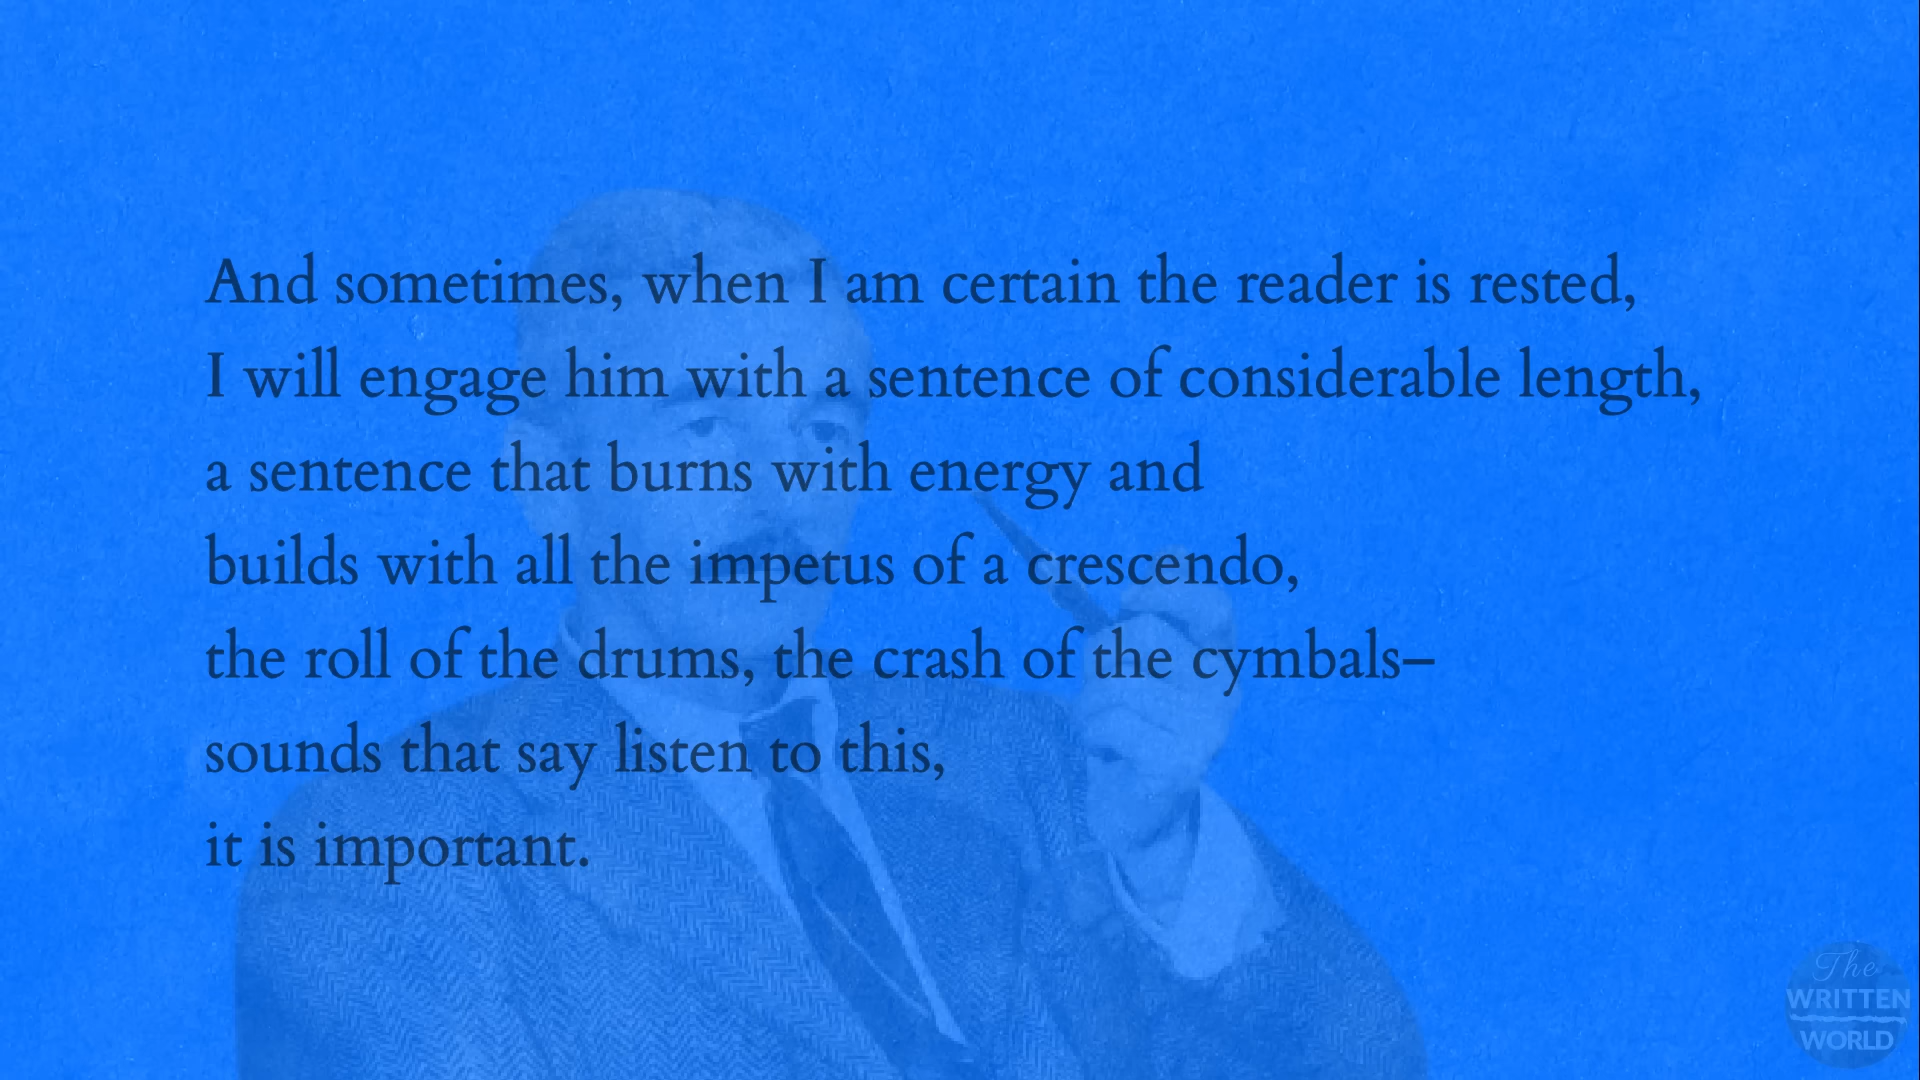 And sometimes, when I am certain the reader is rested,
I will engage him with a sentence of considerable length,
a sentence that burns with energy and
builds with all the impetus of a crescendo,
the roll of the drums, the crash of the cymbals–
sounds that say listen to this,
it is important.
The
WRITTEN
WORLD